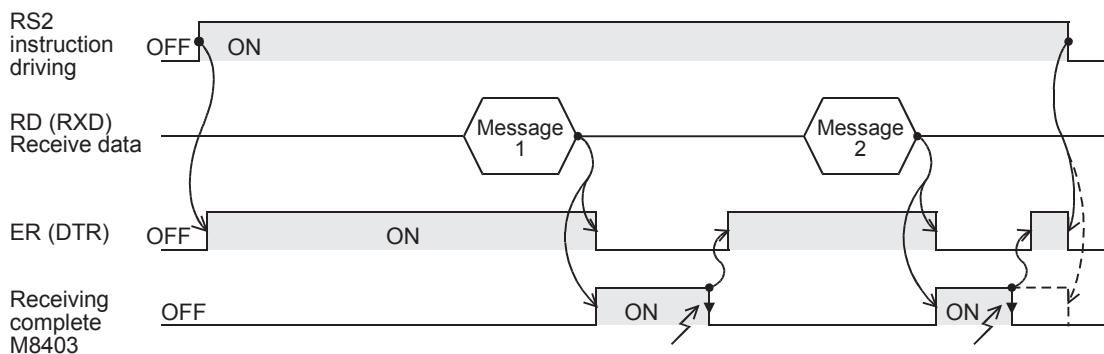 RS2
instruction
driving
OFF
ON
RD (RXD)
Receive data
Message
1
Message
2
ER (DTR)
OFF
ON
Receiving
complete
M8403
OFF
ON
ON